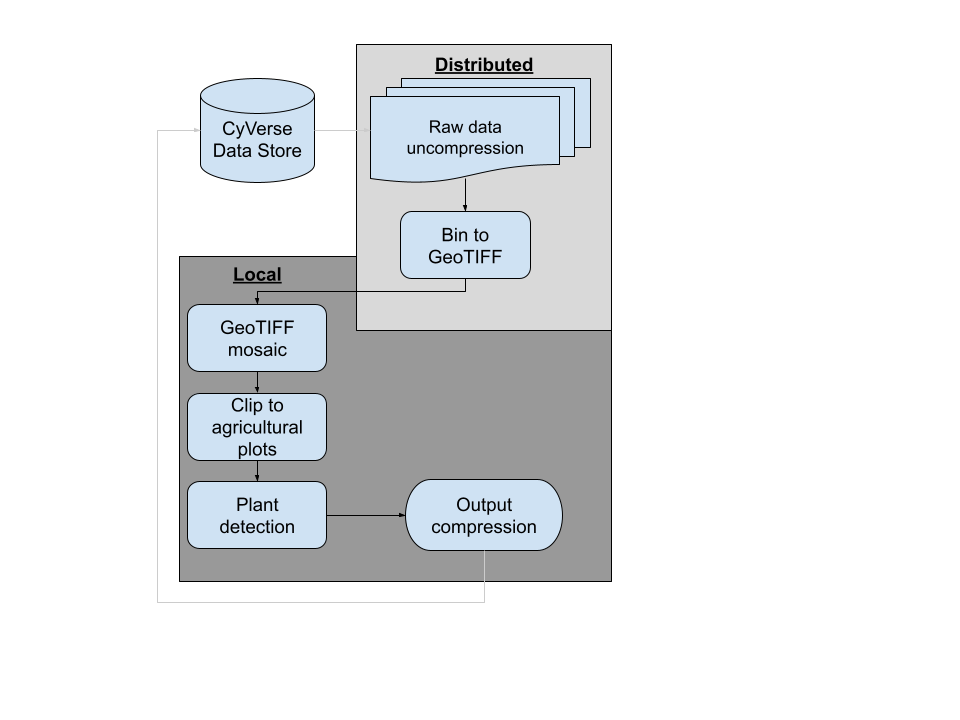 Distributed
CyVerse
Data Store
Raw data
uncompression
Bin to
GeoTIFF
Local
GeoTIFF
mosaic
Clip to
agricultural
plots
Plant
detection
Output
compression